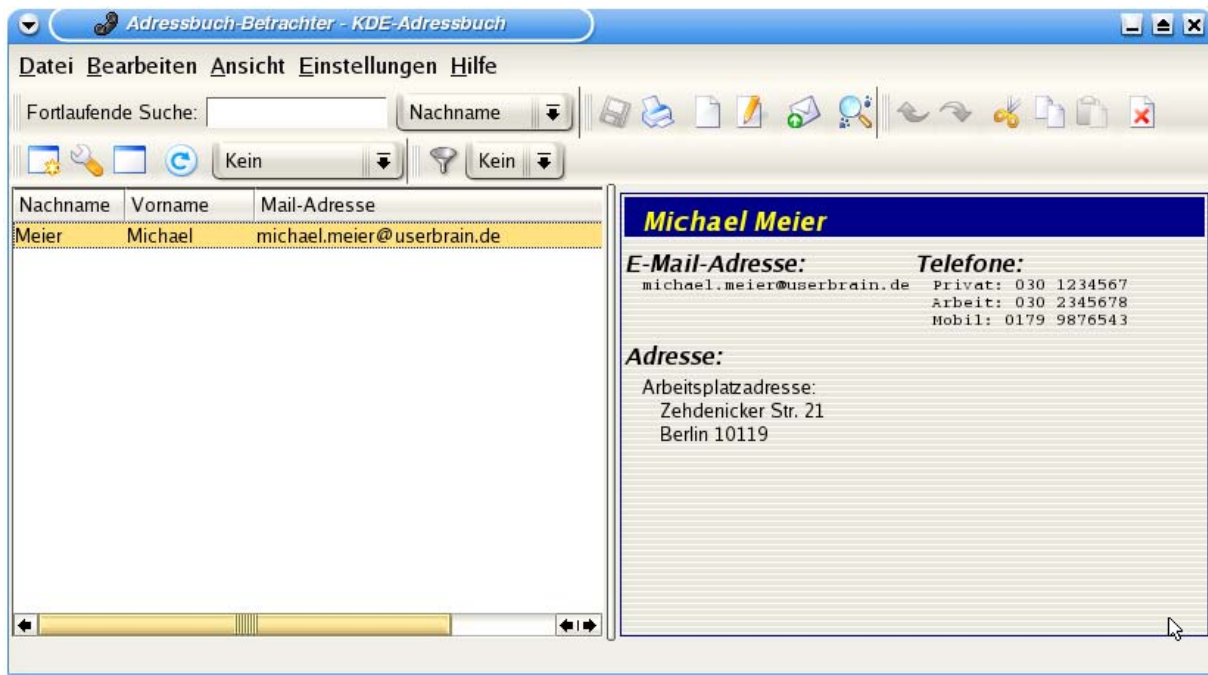 Adressbuch-Betrachter - KDE-Adressbuch
Datei Bearbeiten Ansicht Einstellungen Hilfe
Fortlaufende Suche: Nachname
Kein Kein
Nachname Vorname Mail-Adresse
Meier Michael michael.meier@userbrain.de
Michael Meier
E-Mail-Adresse: Telefone:
michael.meier@userbrain.de Privat: 030 1234567
Arbeit: 030 2345678
Mobil: 0179 9876543
Adresse:
Arbeitsplatzadresse:
Zehdenicker Str. 21
Berlin 10119